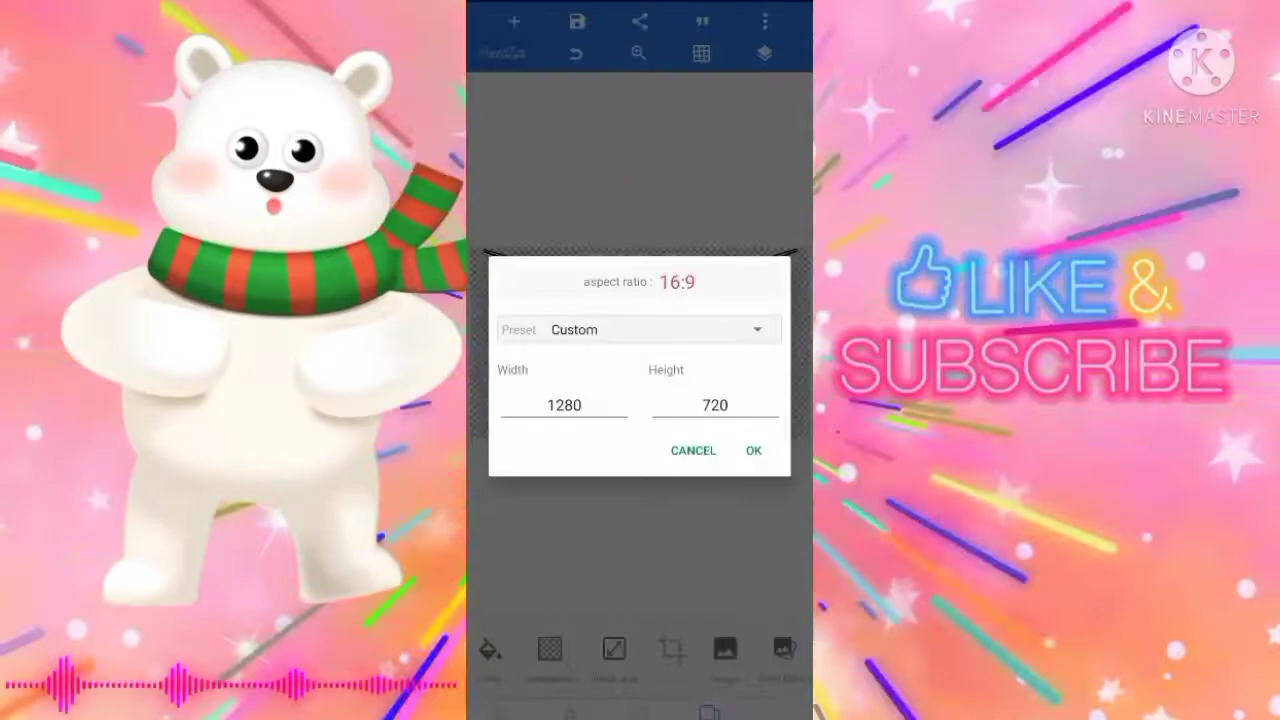 K
KINEMASTER
aspect ratio : 16:9
Preset Custom
Width Height
1280 720
CANCEL OK
LIKE &
SUBSCRIBE